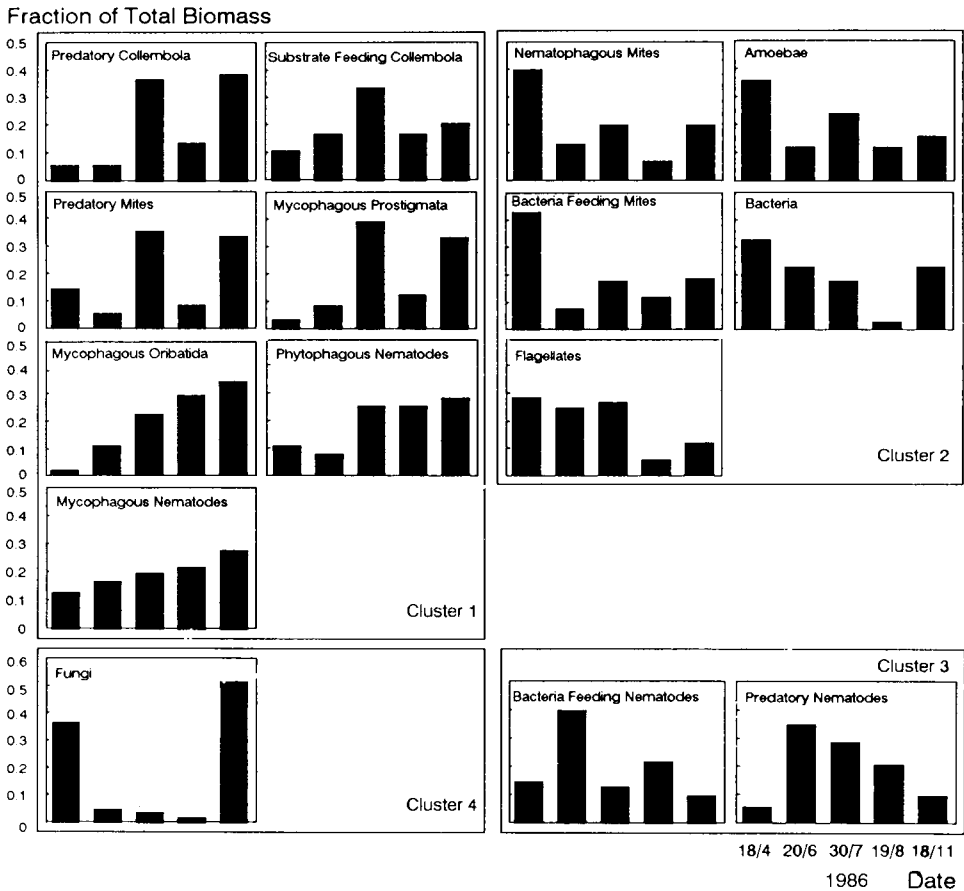 Fraction of Total Biomass
0.5
0.4
0.3
0.2
0.1
0
Predatory Collembola
Substrate Feeding Collembola
Nematophagous Mites
Amoebae
0.5
0.4
0.3
0.2
0.1
0
Predatory Mites
Mycophagous Prostigmata
Bacteria Feeding Mites
Bacteria
0.5
0.4
0.3
0.2
0.1
0
Mycophagous Oribatida
Phytophagous Nematodes
Flagellates
Cluster 2
0.5
0.4
0.3
0.2
0.1
0
Mycophagous Nematodes
Cluster 1
0.6
0.5
0.4
0.3
0.2
0.1
0
Fungi
Cluster 4
Cluster 3
Bacteria Feeding Nematodes
Predatory Nematodes
18/4 20/6 30/7 19/8 18/11
1986 Date